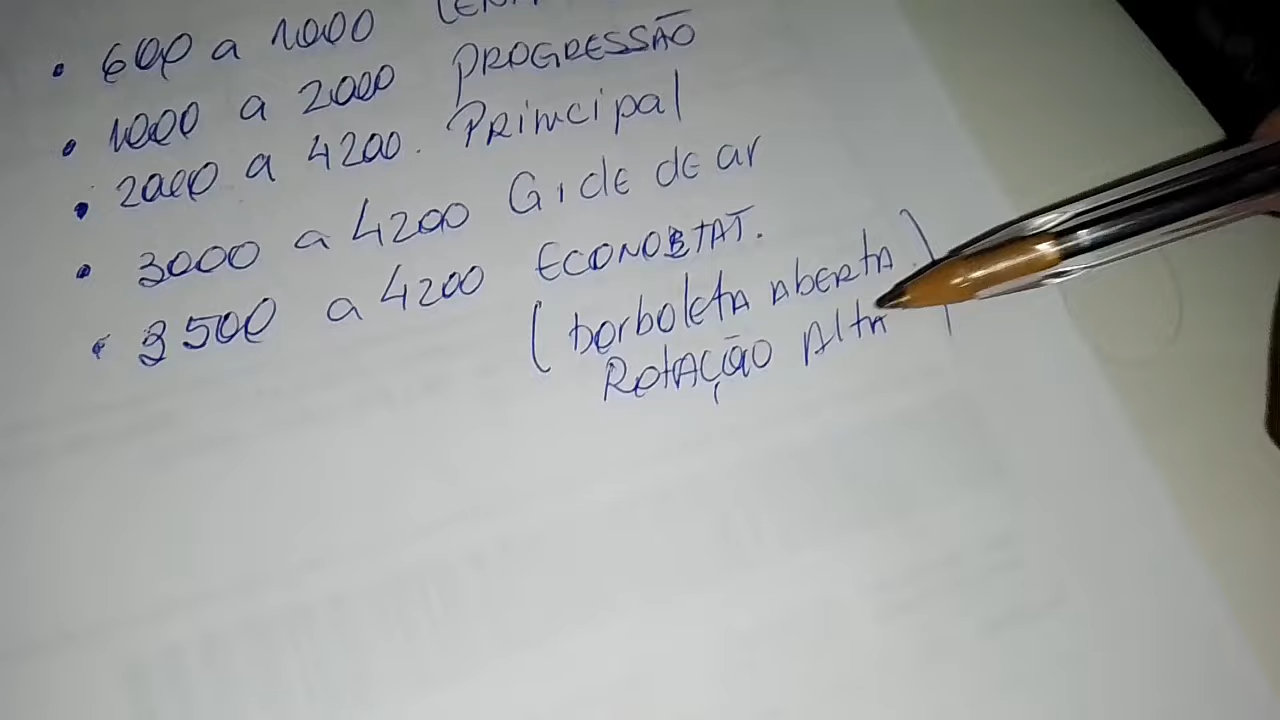 • 600 a 1000
• 1000 a 2000 PROGRESSÃO
• 2000 a 4200. Principal
• 3000 a 4200 GICLE DE ar
• 3500 a 4200 ECONOSTAT.
(borboleta Aberta)
ROTAÇÃO Alta